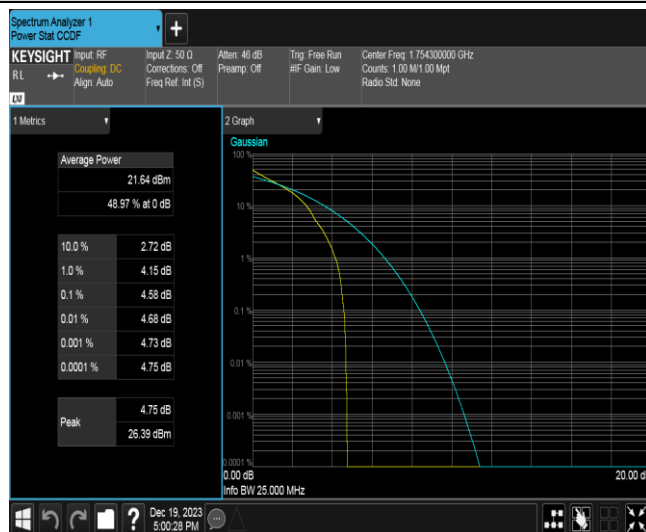 Spectrum Analyzer 1
Power Stat CCDF
+
KEYSIGHT
RL
LXI
Input: RF
Coupling: DC
Align: Auto
Input Z: 50 Ω
Corrections: Off
Freq Ref: Int (S)
Atten: 46 dB
Preamp: Off
Trig: Free Run
#IF Gain: Low
Center Freq: 1.754300000 GHz
Counts: 1.00 M/1.00 Mpt
Radio Std: None
1 Metrics
Average Power
21.64 dBm
48.97 % at 0 dB
10.0 % 2.72 dB
1.0 % 4.15 dB
0.1 % 4.58 dB
0.01 % 4.68 dB
0.001 % 4.73 dB
0.0001 % 4.75 dB
Peak
4.75 dB
26.39 dBm
2 Graph
Gaussian
100 %
10 %
1 %
0.1 %
0.01 %
0.001 %
0.0001 %
0.00 dB
20.00 d
Info BW 25.000 MHz
?
Dec 19, 2023
5:00:28 PM